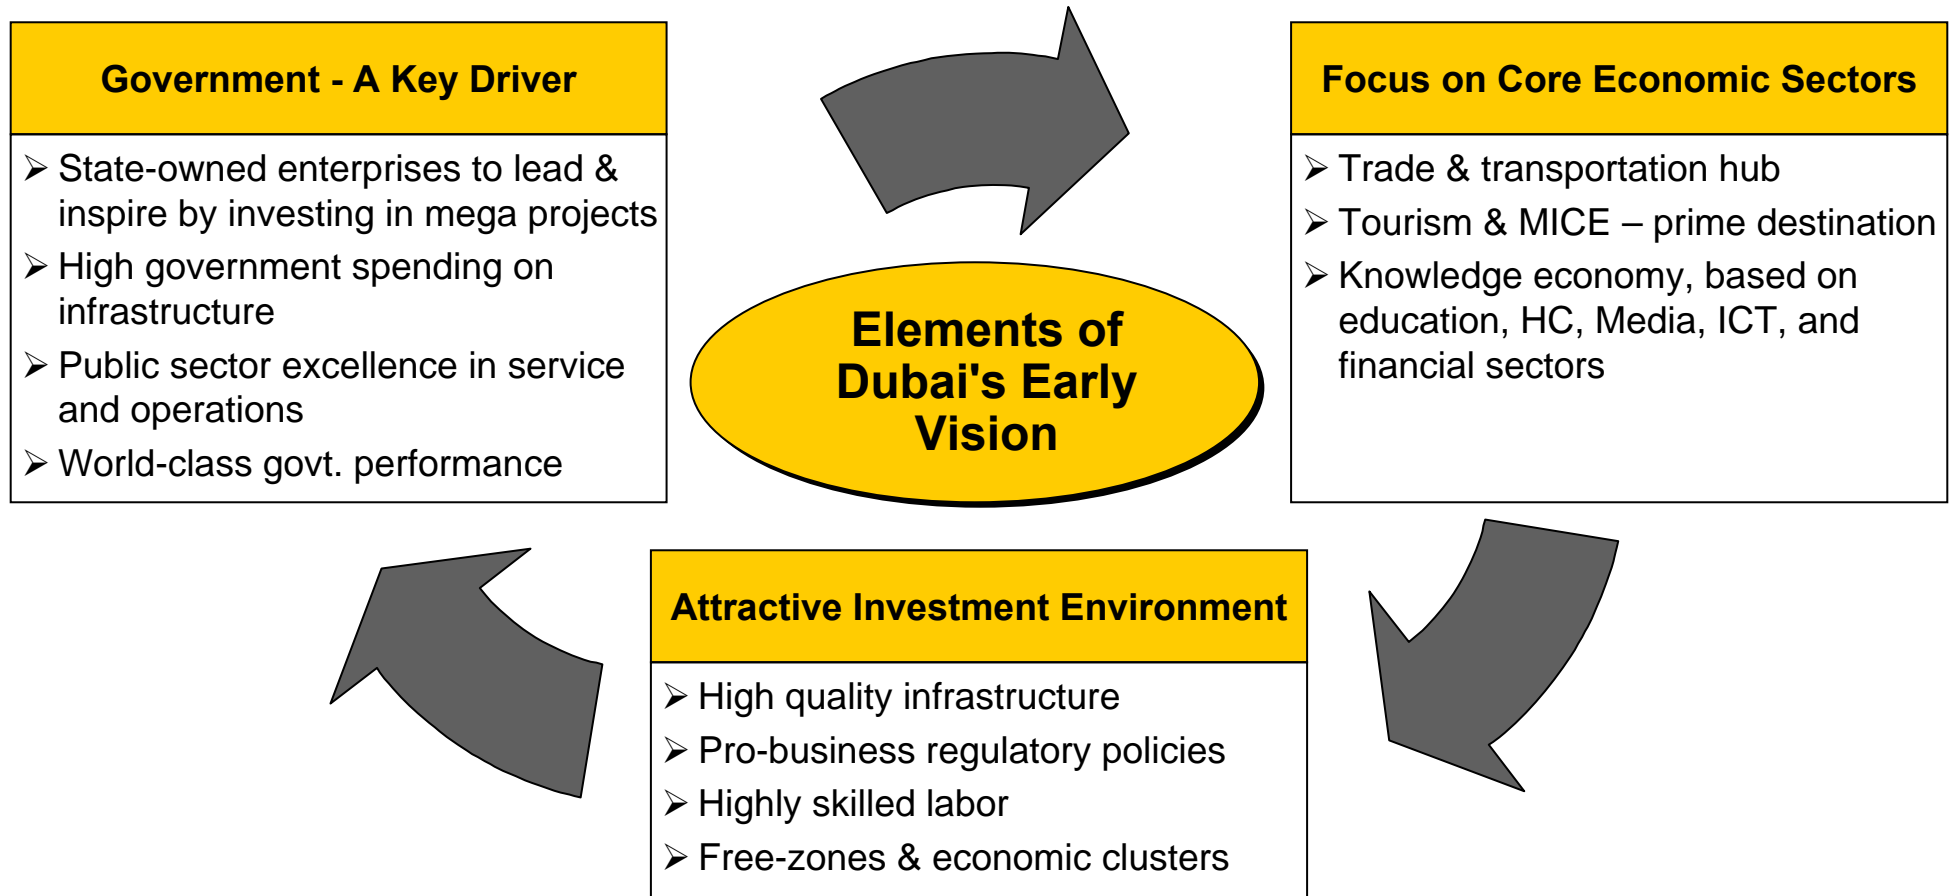 Government - A Key Driver
➢ State-owned enterprises to lead &
inspire by investing in mega projects
➢ High government spending on
infrastructure
➢ Public sector excellence in service
and operations
➢ World-class govt. performance
Elements of
Dubai's Early
Vision
Focus on Core Economic Sectors
➢ Trade & transportation hub
➢ Tourism & MICE – prime destination
➢ Knowledge economy, based on
education, HC, Media, ICT, and
financial sectors
Attractive Investment Environment
➢ High quality infrastructure
➢ Pro-business regulatory policies
➢ Highly skilled labor
➢ Free-zones & economic clusters